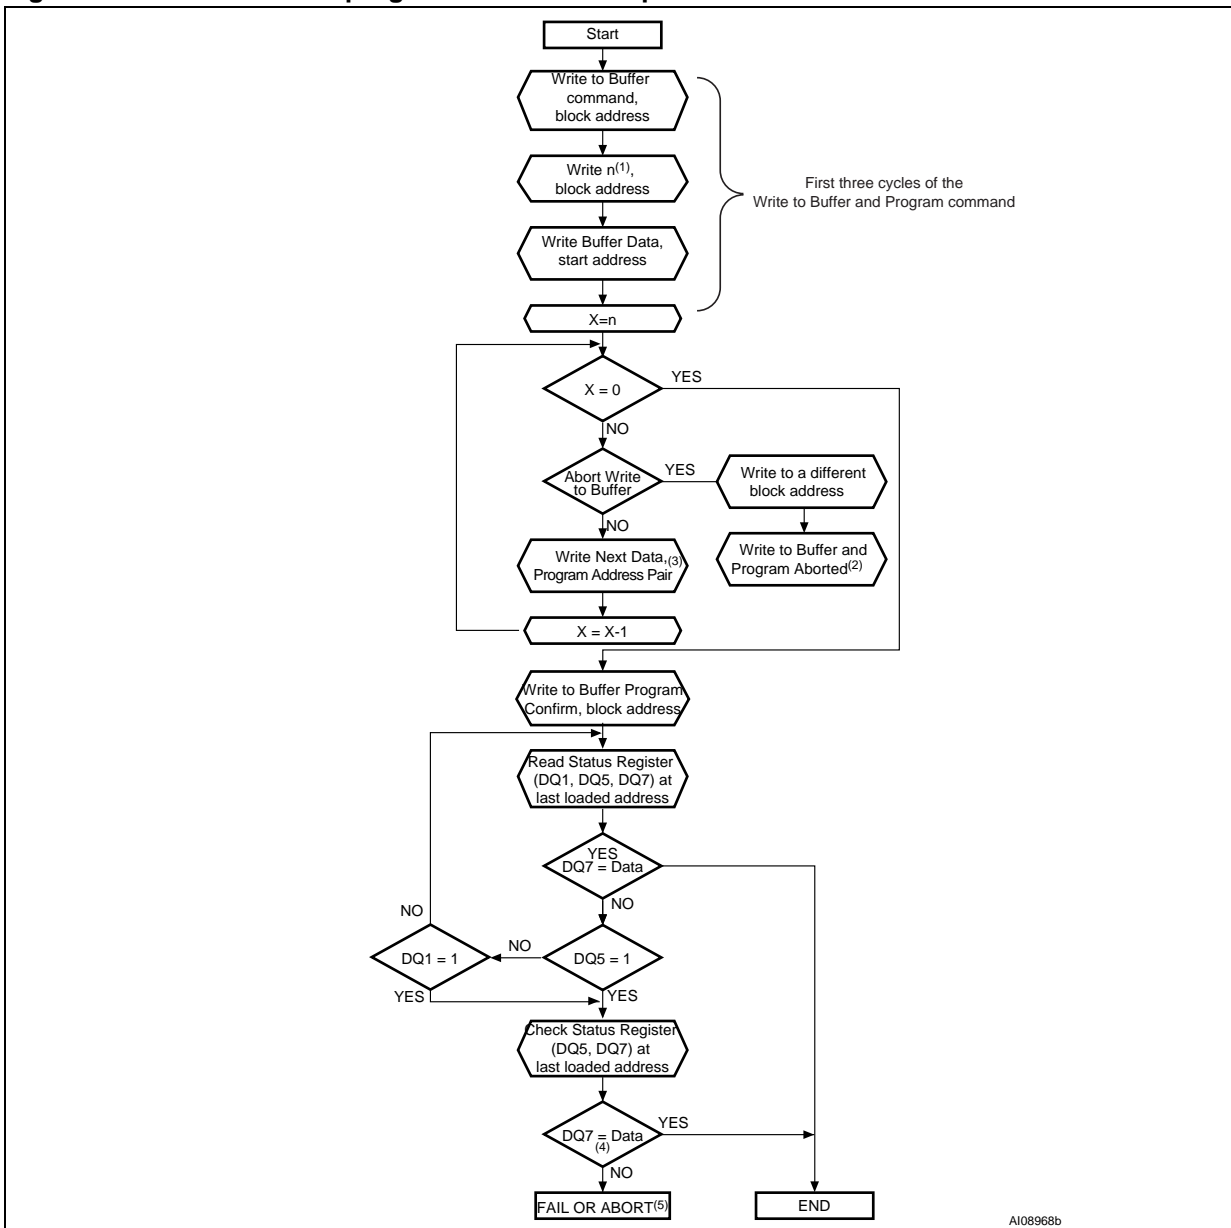 Start
Write to Buffer
command,
block address
Write n(1),
block address
First three cycles of the
Write to Buffer and Program command
Write Buffer Data,
start address
X=n
X = 0
YES
NO
Abort Write
to Buffer
YES
Write to a different
block address
NO
Write Next Data,(3)
Program Address Pair
Write to Buffer and
Program Aborted(2)
X = X-1
Write to Buffer Program
Confirm, block address
Read Status Register
(DQ1, DQ5, DQ7) at
last loaded address
YES
DQ7 = Data
NO
NO
DQ1 = 1
NO
DQ5 = 1
YES
YES
Check Status Register
(DQ5, DQ7) at
last loaded address
DQ7 = Data
(4)
YES
NO
FAIL OR ABORT(5)
END
AI08968b